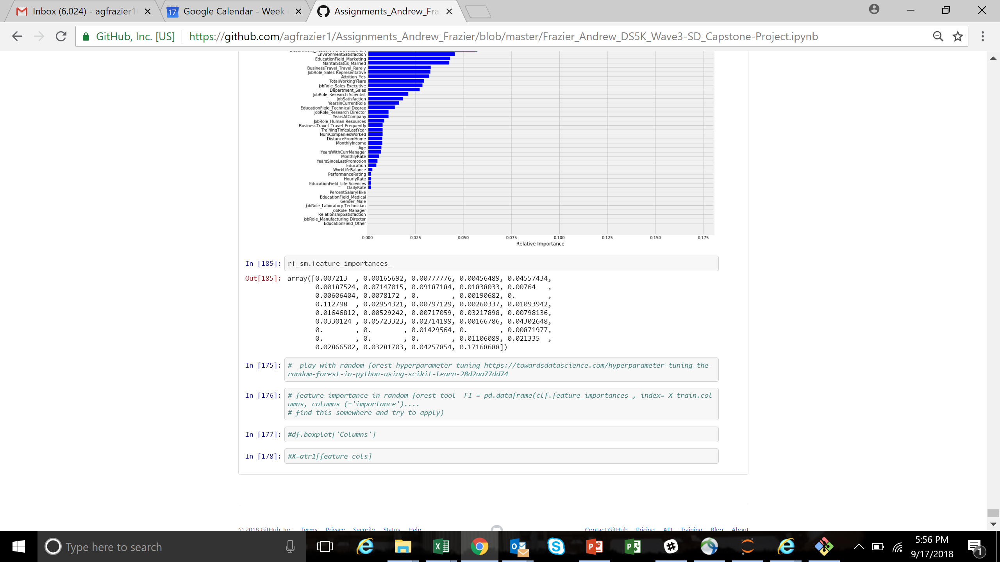 Inbox (6,024) - agfrazier1
Google Calendar - Week
Assignments_Andrew_Fra
GitHub, Inc. [US]
https://github.com/agfrazier1/Assignments_Andrew_Frazier/blob/master/Frazier_Andrew_DS5K_Wave3-SD_Capstone-Project.ipynb
EnvironmentSatisfaction
EducationField_Marketing
MaritalStatus_Married
BusinessTravel_Travel_Rarely
JobRole_Sales Representative
Attrition_Yes
TotalWorkingYears
JobRole_Sales Executive
Department_Sales
JobRole_Research Scientist
JobSatisfaction
YearsInCurrentRole
EducationField_Technical Degree
JobRole_Research Director
YearsAtCompany
JobRole_Human Resources
BusinessTravel_Travel_Frequently
TrainingTimesLastYear
NumCompaniesWorked
DistanceFromHome
MonthlyIncome
Age
YearsWithCurrManager
MonthlyRate
YearsSinceLastPromotion
Education
WorkLifeBalance
PerformanceRating
HourlyRate
EducationField_Life Sciences
DailyRate
PercentSalaryHike
EducationField_Medical
Gender_Male
JobRole_Laboratory Technician
JobRole_Manager
RelationshipSatisfaction
JobRole_Manufacturing Director
EducationField_Other
0.000 0.025 0.050 0.075 0.100 0.125 0.150 0.175
Relative Importance
In [185]: rf_sm.feature_importances_
Out[185]: array([0.007213  , 0.00165692, 0.00777776, 0.00456489, 0.04557434,
0.00187524, 0.07147015, 0.09187184, 0.01838033, 0.00764   ,
0.00606404, 0.0078172 , 0.        , 0.00190682, 0.        ,
0.112798  , 0.02954321, 0.00797129, 0.00260337, 0.01093942,
0.01646812, 0.00529242, 0.00717059, 0.03217898, 0.00798136,
0.0330124 , 0.05723323, 0.02714199, 0.00166786, 0.04302648,
0.        , 0.        , 0.01429564, 0.        , 0.00871977,
0.        , 0.        , 0.        , 0.01106089, 0.021335  ,
0.02866502, 0.03281703, 0.04257854, 0.17168688])
In [175]: #  play with random forest hyperparameter tuning https://towardsdatascience.com/hyperparameter-tuning-the-
random-forest-in-python-using-scikit-learn-28d2aa77dd74
In [176]: # feature importance in random forest tool  FI = pd.dataframe(clf.feature_importances_, index= X-train.col
umns, columns (='importance')....
# find this somewhere and try to apply)
In [177]: #df.boxplot['Columns']
In [178]: #X=atr1[feature_cols]
© 2018 GitHub, Inc. Terms Privacy Security Status Help Contact GitHub Pricing API Training Blog About
Type here to search
5:56 PM
9/17/2018
1